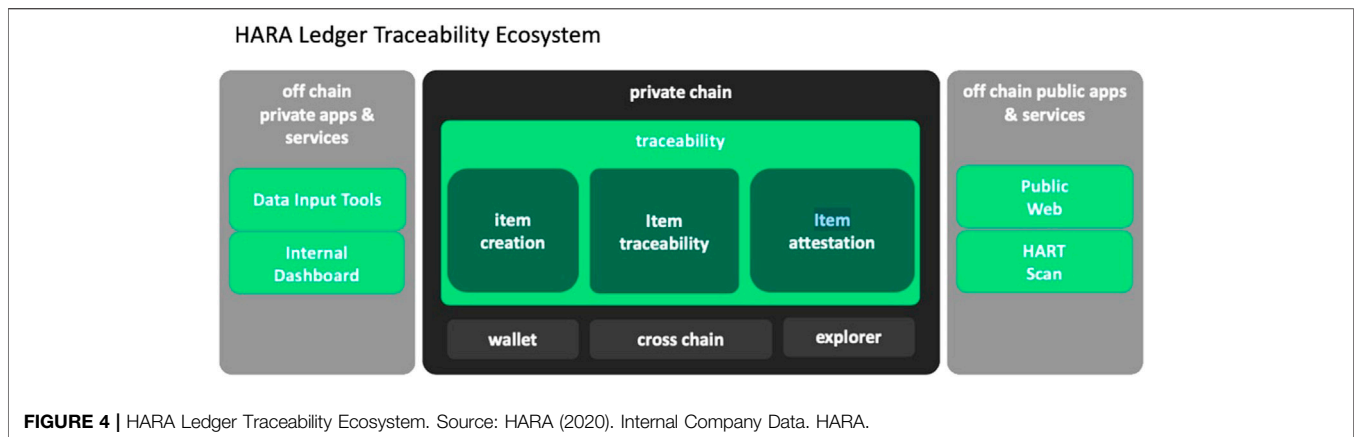 HARA Ledger Traceability Ecosystem
off chain
private apps &
services
Data Input Tools
Internal
Dashboard
private chain
traceability
item
creation
Item
traceability
Item
attestation
wallet
cross chain
explorer
off chain public apps
& services
Public
Web
HART
Scan
FIGURE 4 | HARA Ledger Traceability Ecosystem. Source: HARA (2020). Internal Company Data. HARA.